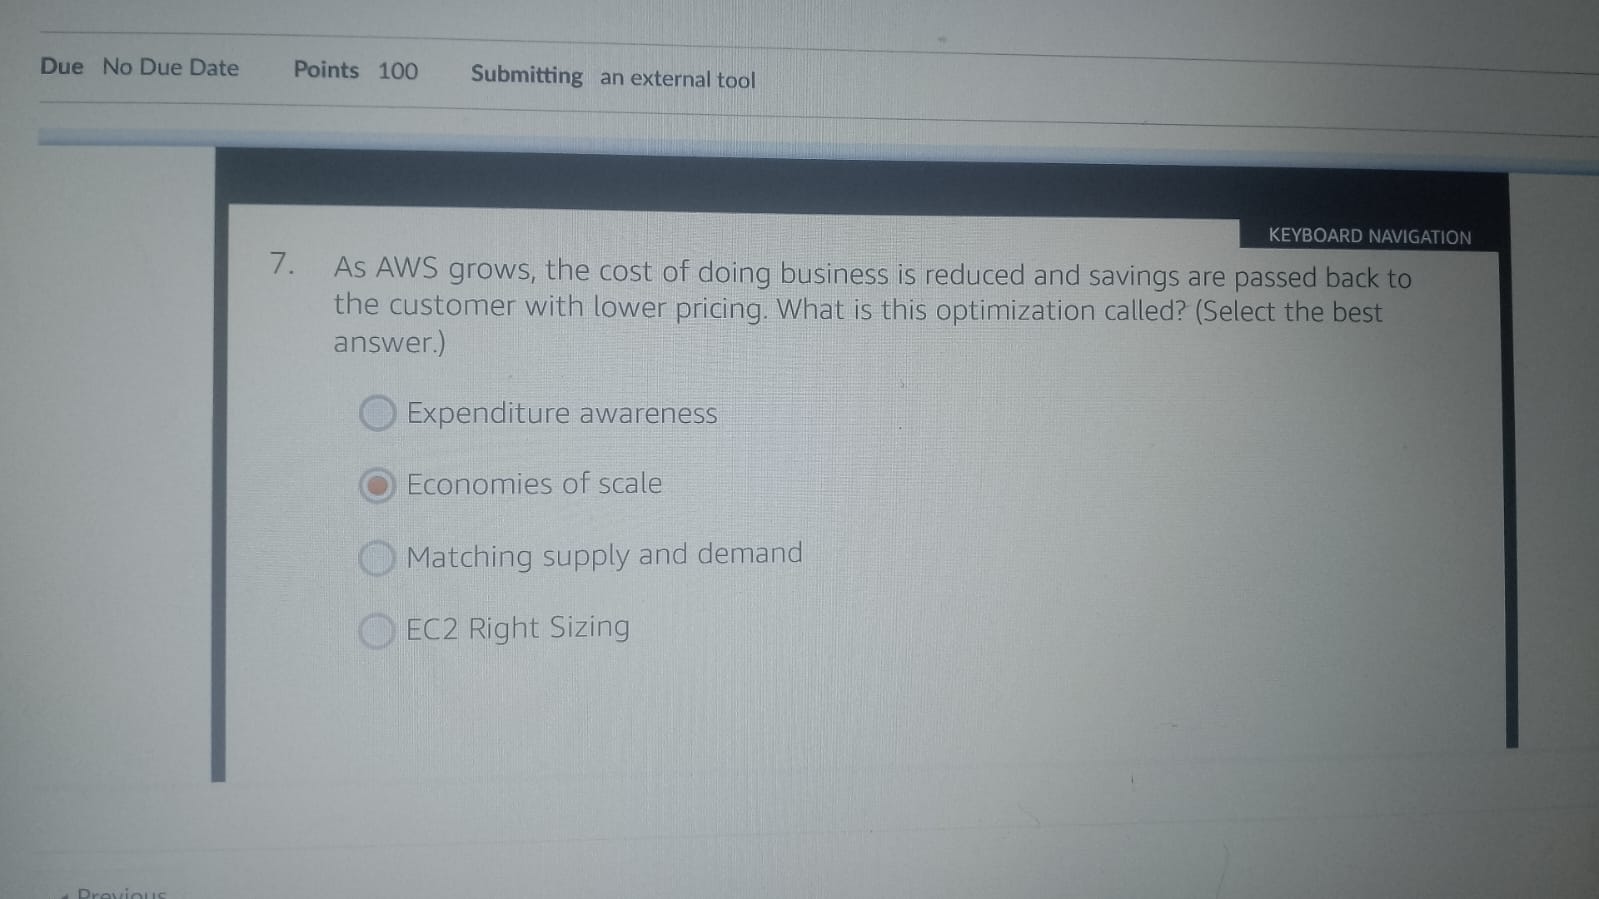 Due No Due Date Points 100 Submitting an external tool
KEYBOARD NAVIGATION
7. As AWS grows, the cost of doing business is reduced and savings are passed back to
the customer with lower pricing. What is this optimization called? (Select the best
answer.)
Expenditure awareness
Economies of scale
Matching supply and demand
EC2 Right Sizing
Previous